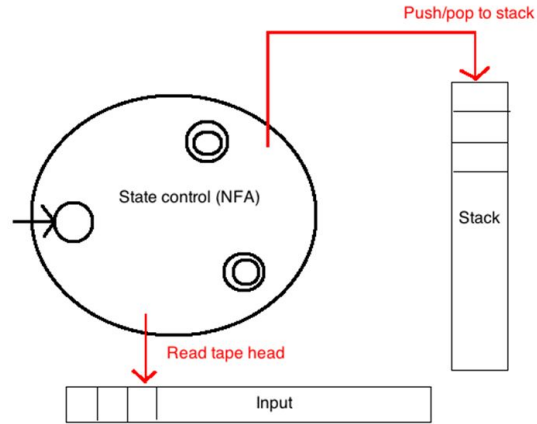 Push/pop to stack
State control (NFA)
Stack
Read tape head
Input